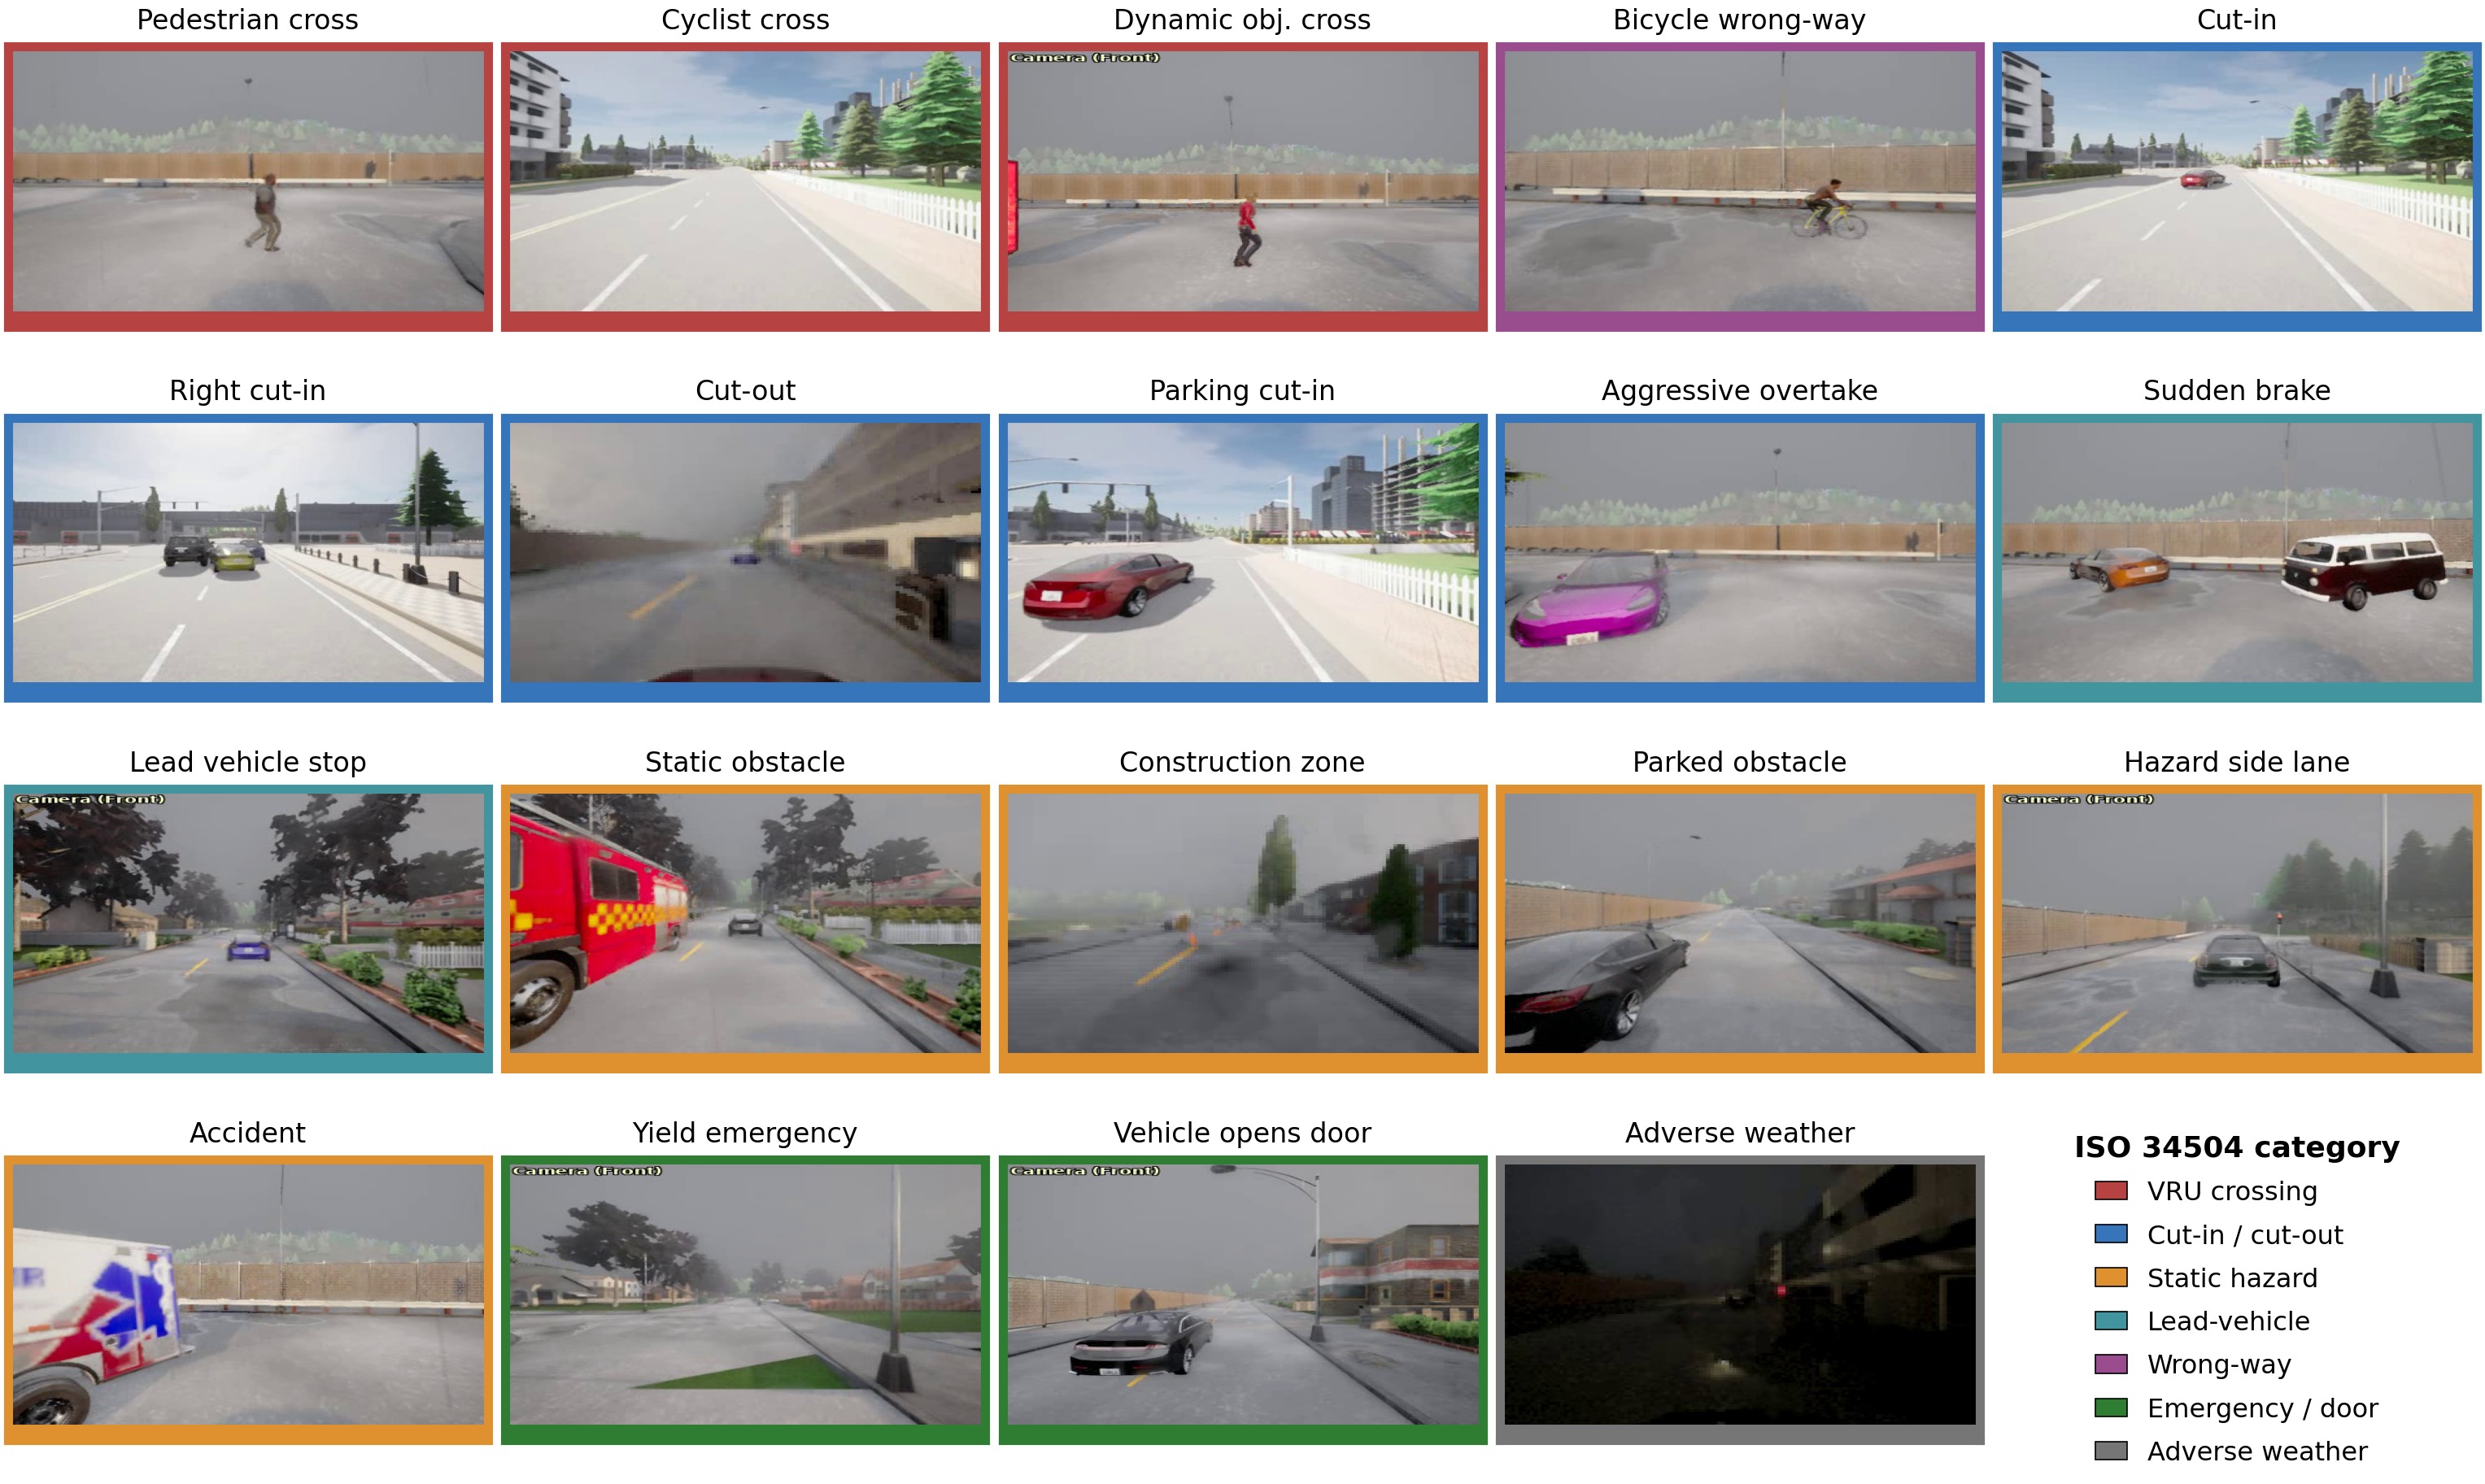 Pedestrian cross
Cyclist cross
Dynamic obj. cross
Bicycle wrong-way
Cut-in
Camera (Front)
Right cut-in
Cut-out
Parking cut-in
Aggressive overtake
Sudden brake
Lead vehicle stop
Static obstacle
Construction zone
Parked obstacle
Hazard side lane
Camera (Front)
Camera (Front)
Accident
Yield emergency
Vehicle opens door
Adverse weather
Camera (Front)
Camera (Front)
ISO 34504 category
VRU crossing
Cut-in / cut-out
Static hazard
Lead-vehicle
Wrong-way
Emergency / door
Adverse weather